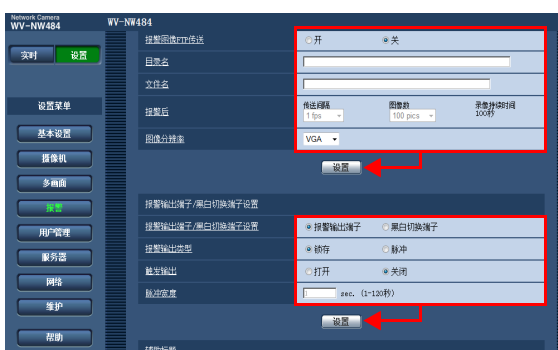 Network Camera
WV-NW484
WV-NW484
实时
设置
设置菜单
基本设置
摄像机
多画面
报警
用户管理
服务器
网络
维护
帮助
报警图像FTP传送
开
关
目录名
文件名
报警后
传送间隔
图像数
录像持续时间
1 fps
100 pics
100秒
图像分辨率
VGA
设置
报警输出端子/黑白切换端子设置
报警输出端子/黑白切换端子设置
报警输出端子
黑白切换端子
报警输出类型
锁存
脉冲
触发输出
打开
关闭
脉冲宽度
sec. (1-120秒)
设置